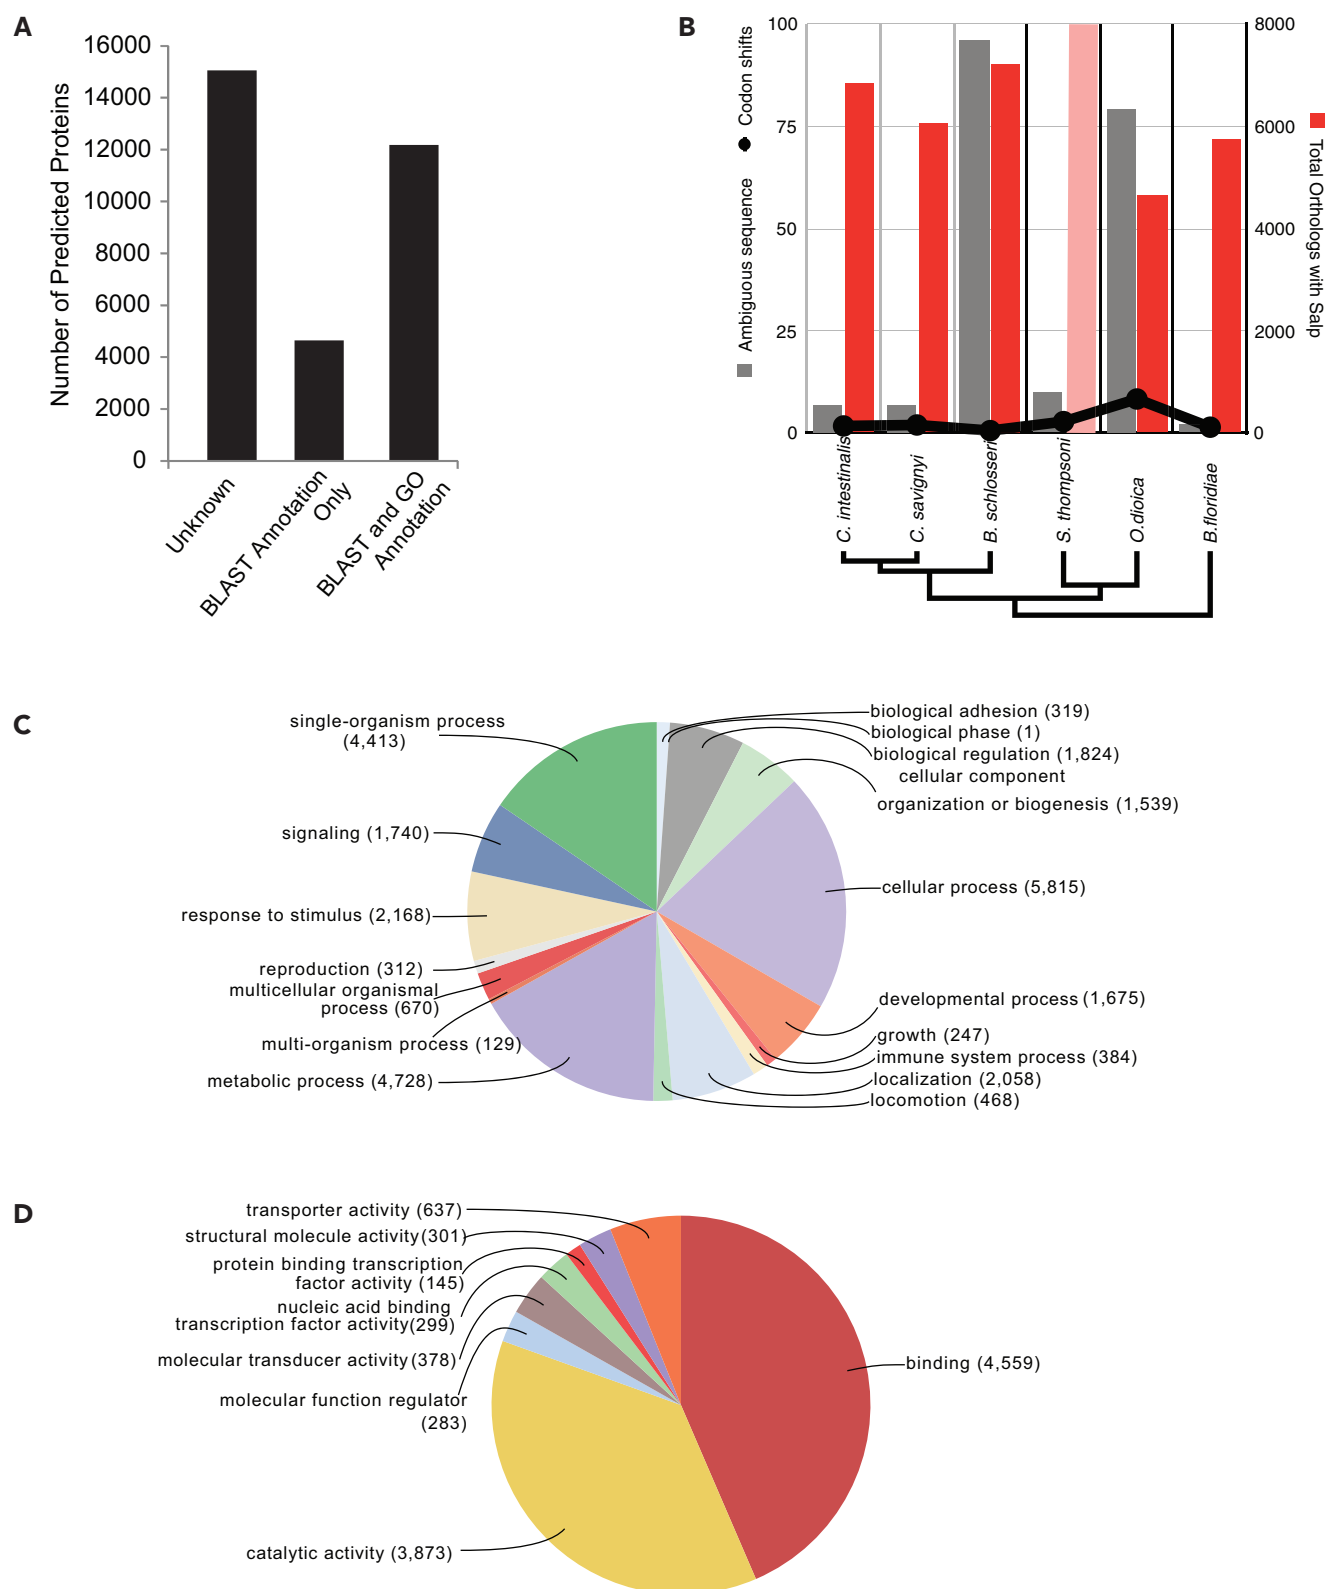 A
Number of Predicted Proteins
16000
14000
12000
10000
8000
6000
4000
2000
0
Unknown
BLAST Annotation
Only
BLAST and GO
Annotation
B
Ambiguous sequence
Codon shifts
100
75
50
25
0
8000
6000
4000
2000
0
Total Orthologs with Salp
C. intestinalis
C. savignyi
B. schlosseri
S. thompsoni
O.dioica
B.floridiae
C
single-organism process
(4,413)
signaling (1,740)
response to stimulus (2,168)
reproduction (312)
multicellular organismal
process (670)
multi-organism process (129)
metabolic process (4,728)
biological adhesion (319)
biological phase (1)
biological regulation (1,824)
cellular component
organization or biogenesis (1,539)
cellular process (5,815)
developmental process (1,675)
growth (247)
immune system process (384)
localization (2,058)
locomotion (468)
D
transporter activity (637)
structural molecule activity(301)
protein binding transcription
factor activity (145)
nucleic acid binding
transcription factor activity(299)
molecular transducer activity(378)
molecular function regulator
(283)
catalytic activity (3,873)
binding (4,559)